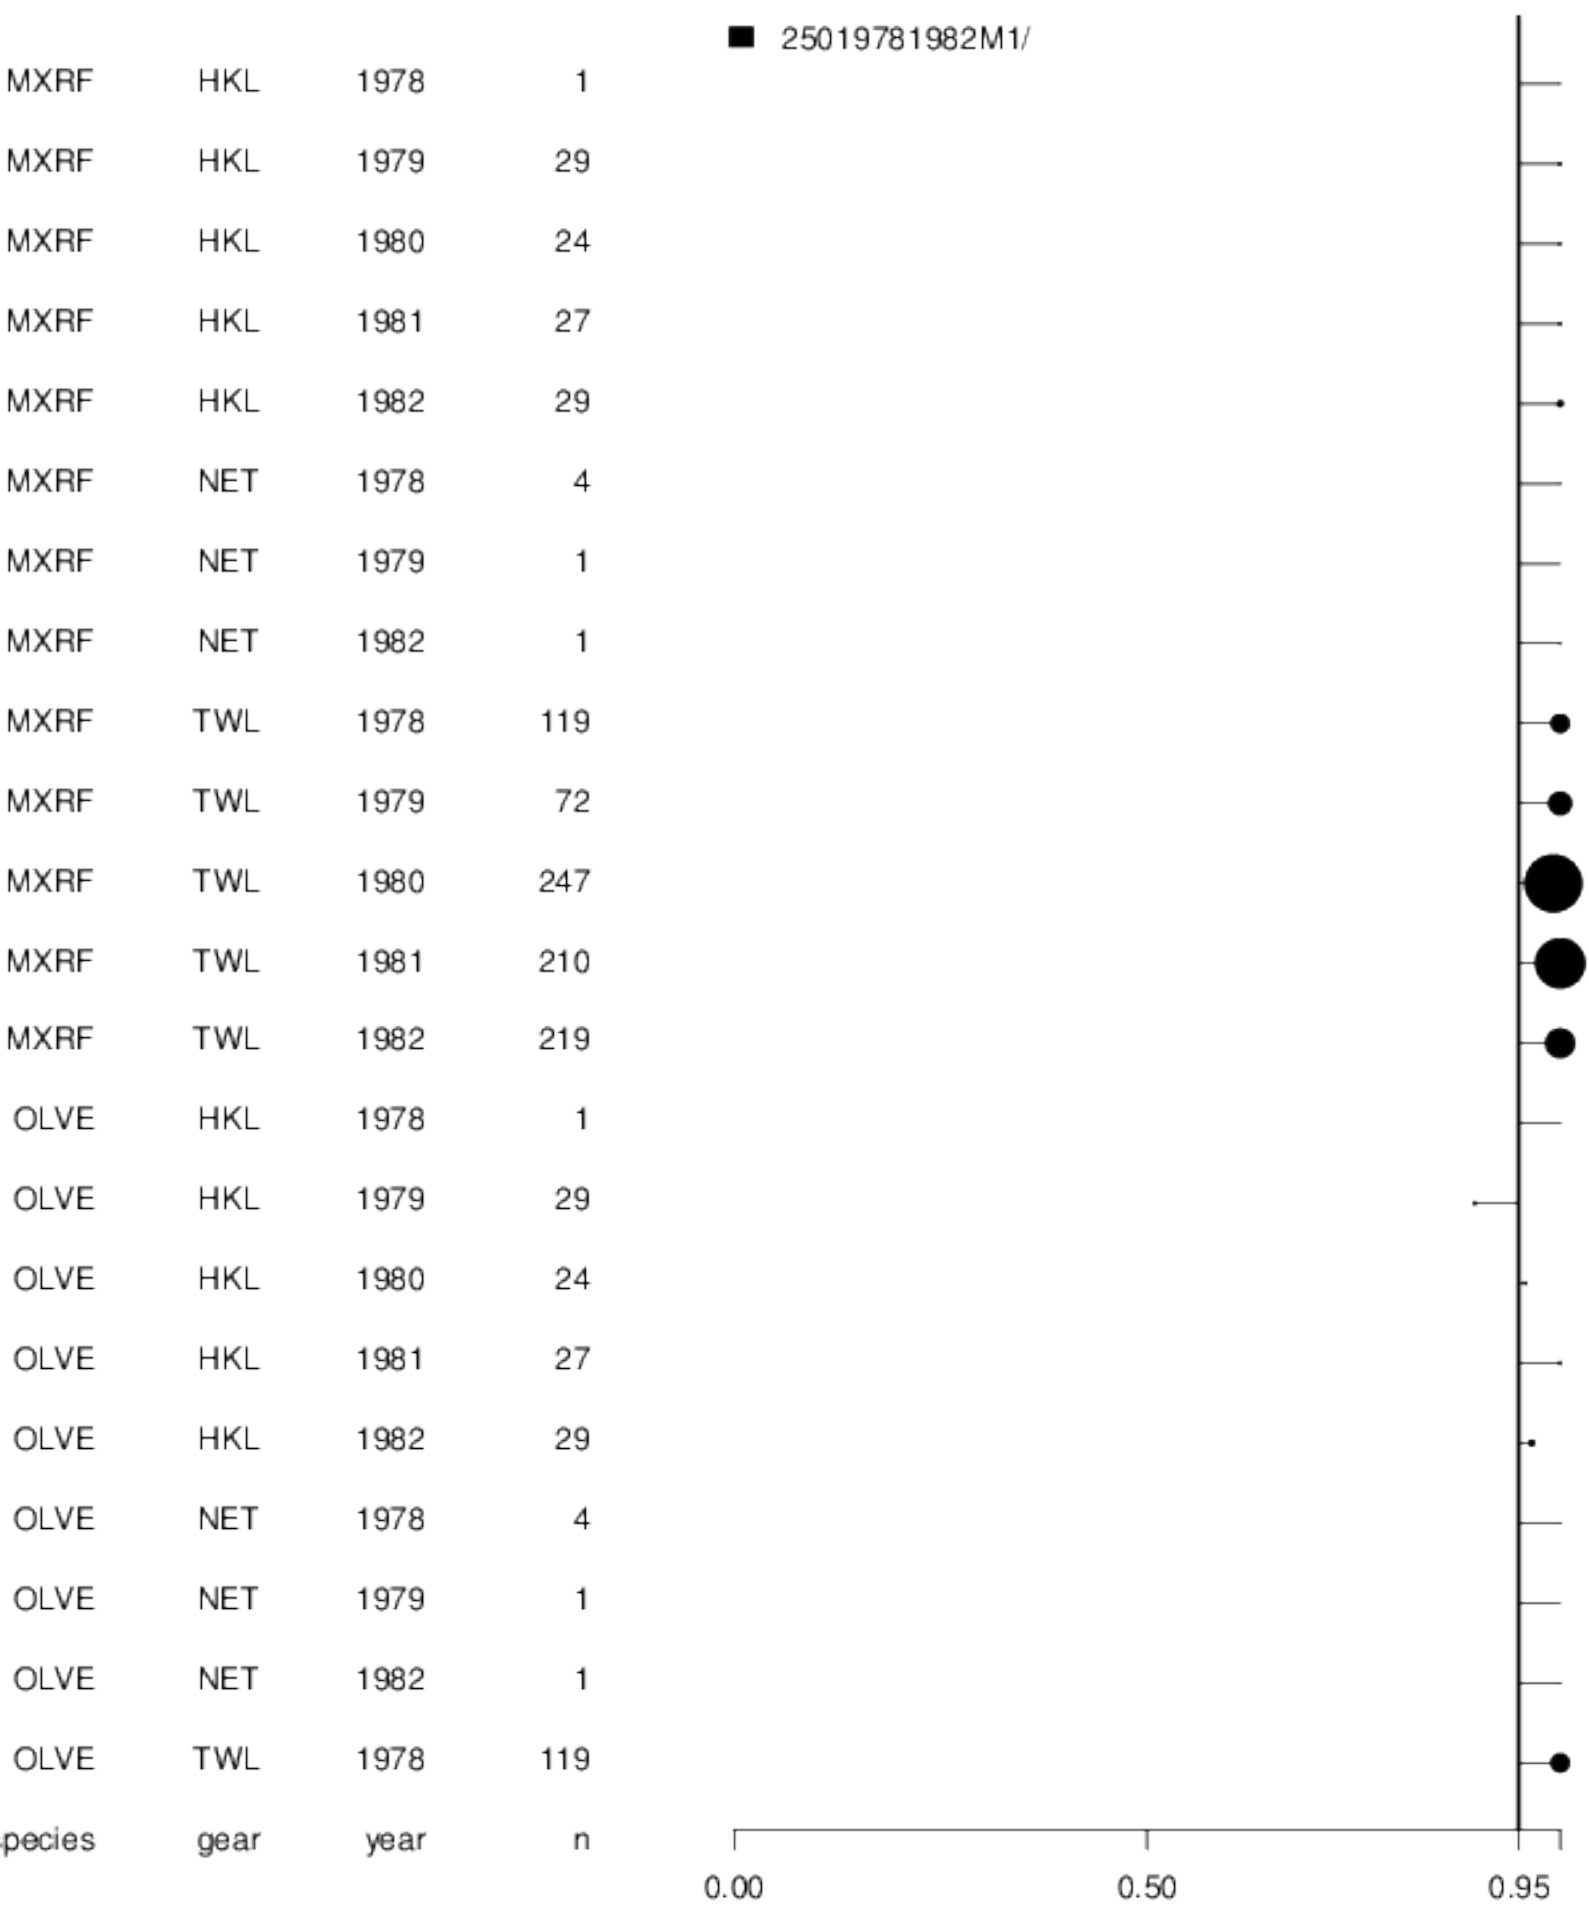 25019781982M1/
MXRF HKL 1978 1
MXRF HKL 1979 29
MXRF HKL 1980 24
MXRF HKL 1981 27
MXRF HKL 1982 29
MXRF NET 1978 4
MXRF NET 1979 1
MXRF NET 1982 1
MXRF TWL 1978 119
MXRF TWL 1979 72
MXRF TWL 1980 247
MXRF TWL 1981 210
MXRF TWL 1982 219
OLVE HKL 1978 1
OLVE HKL 1979 29
OLVE HKL 1980 24
OLVE HKL 1981 27
OLVE HKL 1982 29
OLVE NET 1978 4
OLVE NET 1979 1
OLVE NET 1982 1
OLVE TWL 1978 119
pecies gear year n
0.00 0.50 0.95